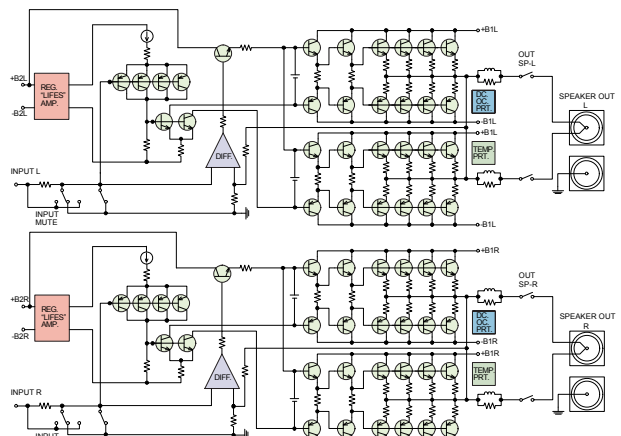 +B1L
OUT
SP-L
+B2L
REG.
"LIFES"
AMP.
-B2L
SPEAKER OUT
L
DC.
OC.
PRT.
-B1L
+B1L
DIFF.
TEMP.
PRT.
INPUT L
INPUT
MUTE
-B1L
+B1R
OUT
SP-R
+B2R
REG.
"LIFES"
AMP.
-B2R
SPEAKER OUT
R
DC.
OC.
PRT.
-B1R
+B1R
DIFF.
TEMP.
PRT.
INPUT R
INPUT